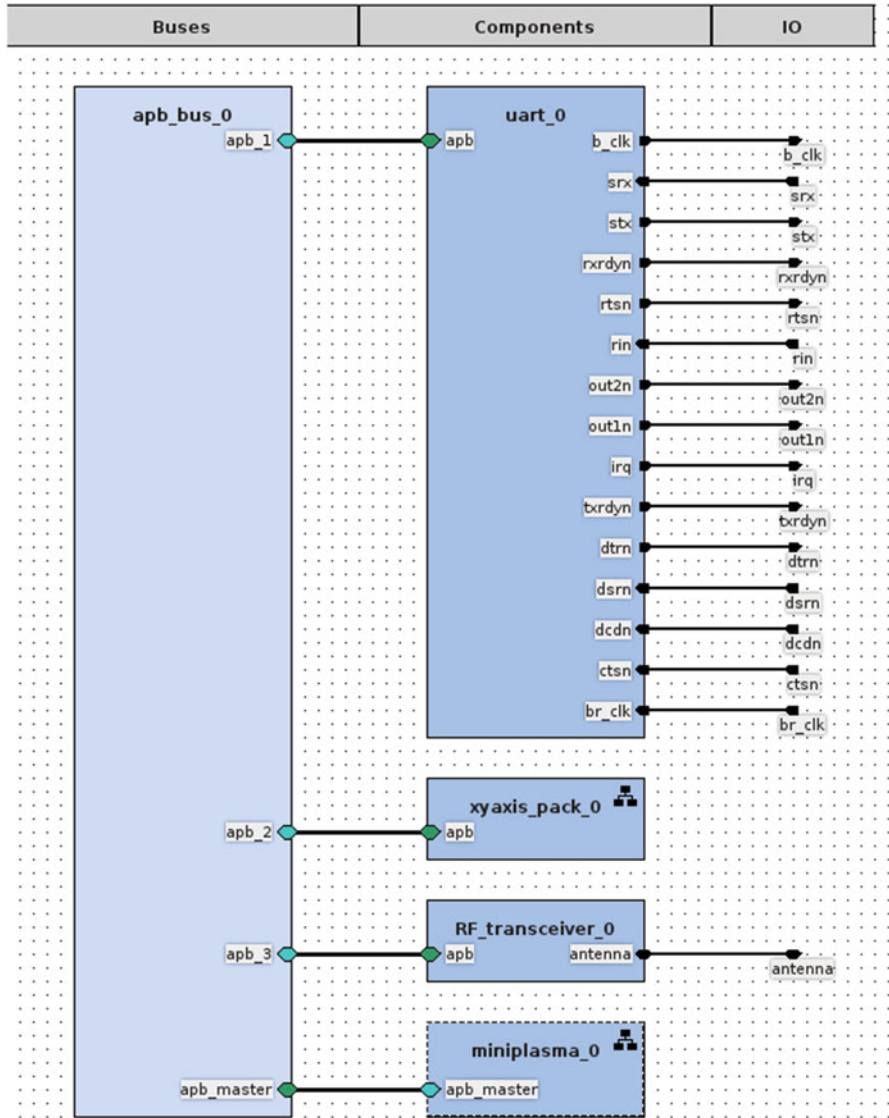 Buses Components IO
apb_bus_0
apb_1
uart_0
apb
b_clk
srx
stx
rxrdyn
rtsn
rin
out2n
out1n
irq
txrdyn
dtrn
dsrn
dcdn
ctsn
br_clk
b_clk
srx
stx
rxrdyn
rtsn
rin
out2n
out1n
irq
txrdyn
dtrn
dsrn
dcdn
ctsn
br_clk
apb_2
xyaxis_pack_0
apb
apb_3
RF_transceiver_0
apb
antenna
antenna
apb_master
miniplasma_0
apb_master